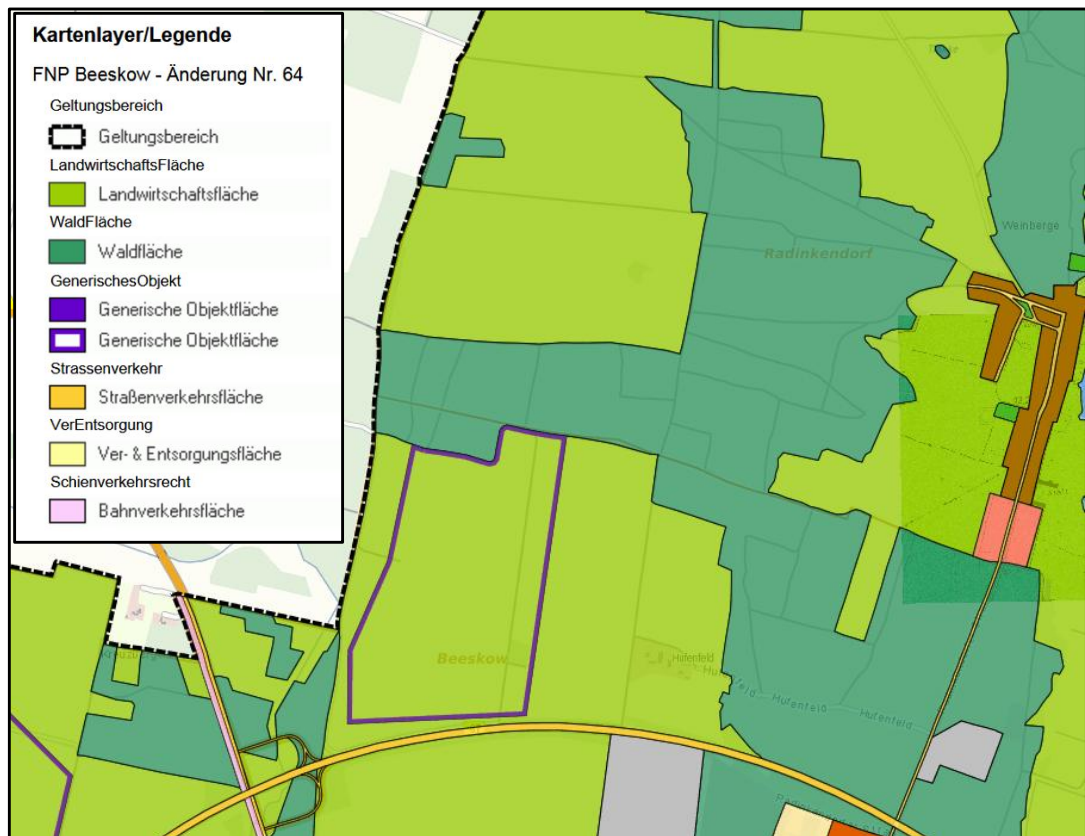 Kartenlayer/Legende
FNP Beeskow - Änderung Nr. 64
Geltungsbereich
Geltungsbereich
LandwirtschaftsFläche
Landwirtschaftsfläche
WaldFläche
Waldfläche
GenerischesObjekt
Generische Objektfläche
Generische Objektfläche
Strassenverkehr
Straßenverkehrsfläche
VerEntsorgung
Ver- & Entsorgungsfläche
Schienverkehrsrecht
Bahnverkehrsfläche
Weinberge
Radinkendorf
Beeskow
Hufenfeld
Hufenfeld
Hufenfeld